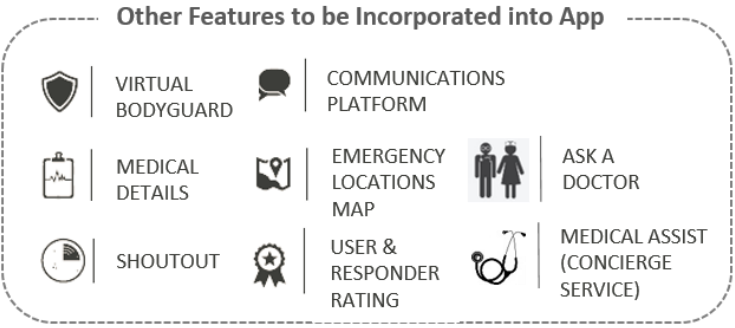 Other Features to be Incorporated into App
VIRTUAL
BODYGUARD
COMMUNICATIONS
PLATFORM
MEDICAL
DETAILS
EMERGENCY
LOCATIONS
MAP
ASK A
DOCTOR
SHOUTOUT
USER &
RESPONDER
RATING
MEDICAL ASSIST
(CONCIERGE
SERVICE)